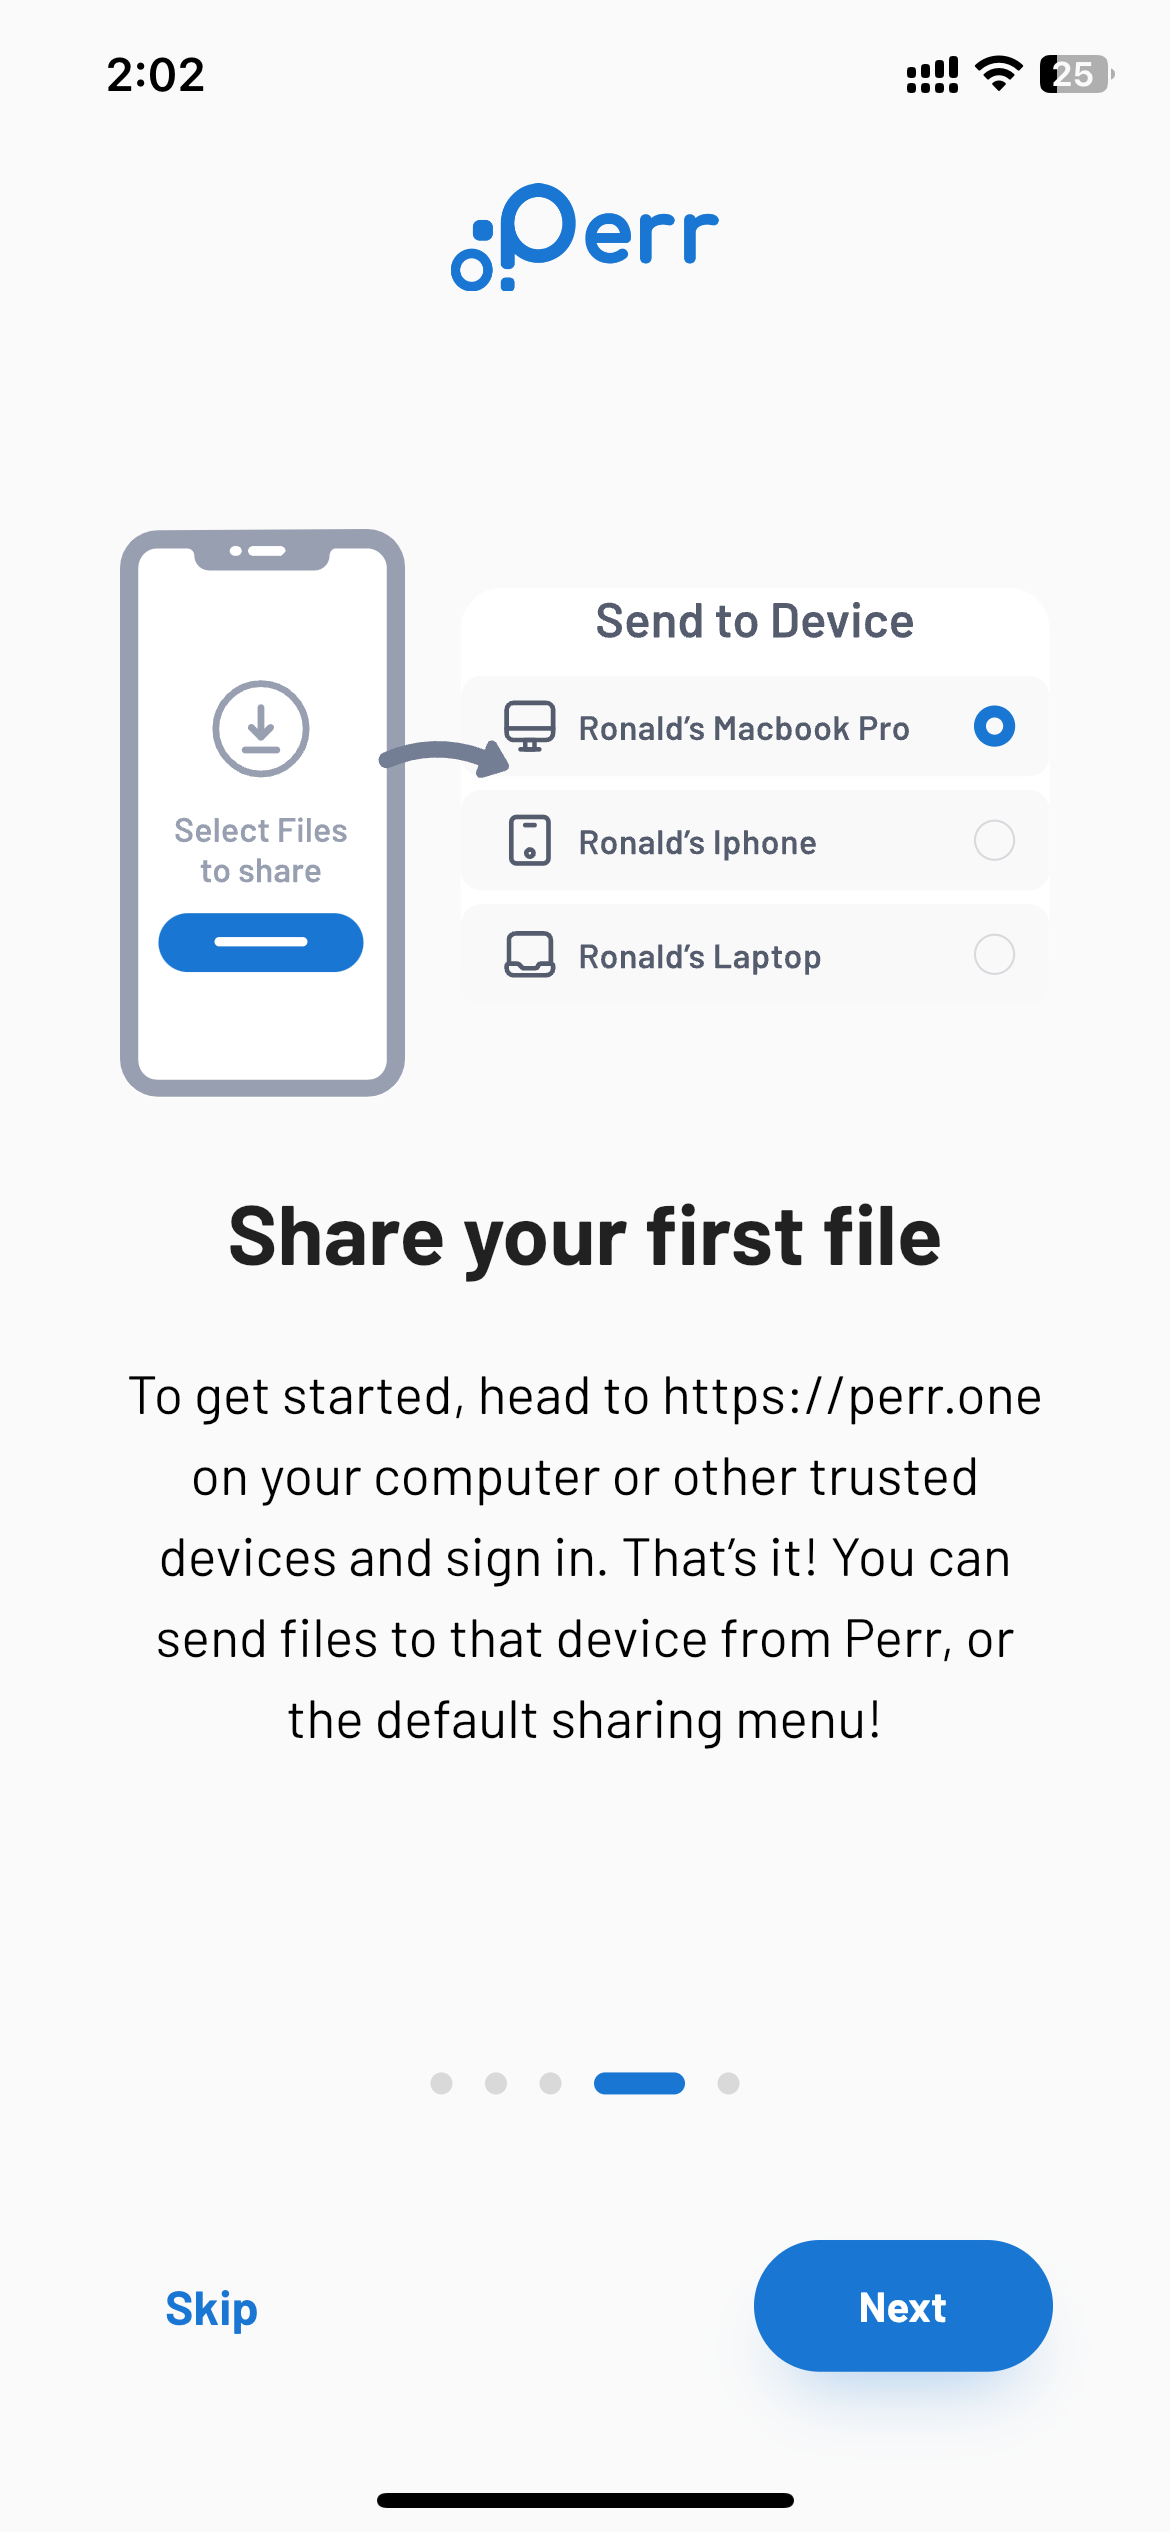 2:02
25
Perr
Send to Device
Ronald’s Macbook Pro
Ronald’s Iphone
Ronald’s Laptop
Select Files
to share
Share your first file
To get started, head to https://perr.one
on your computer or other trusted
devices and sign in. That’s it! You can
send files to that device from Perr, or
the default sharing menu!
Skip
Next